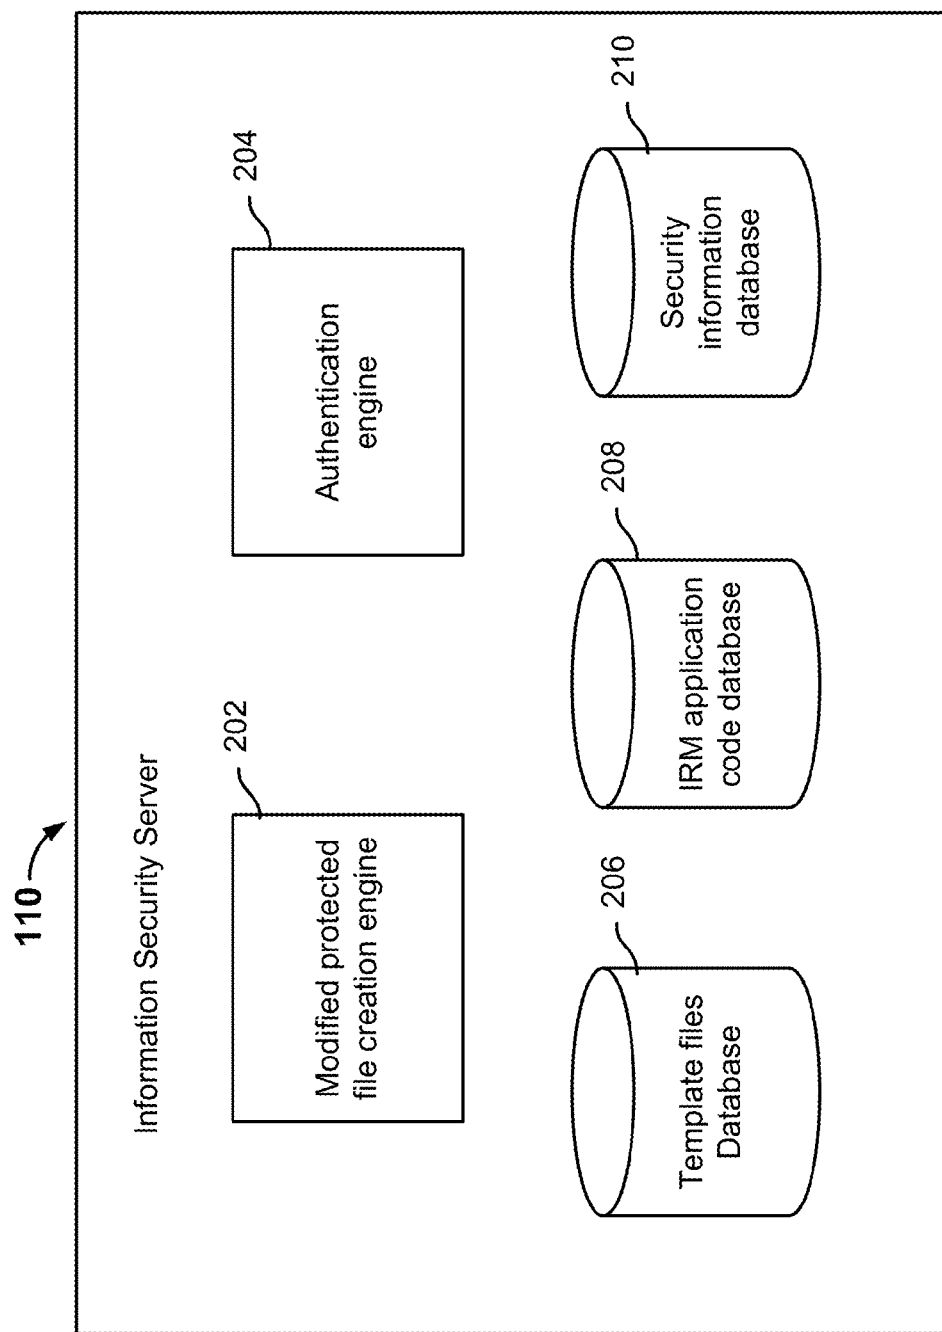 110
Information Security Server
202
Modified protected
file creation engine
204
Authentication
engine
206
Template files
Database
208
IRM application
code database
210
Security
information
database